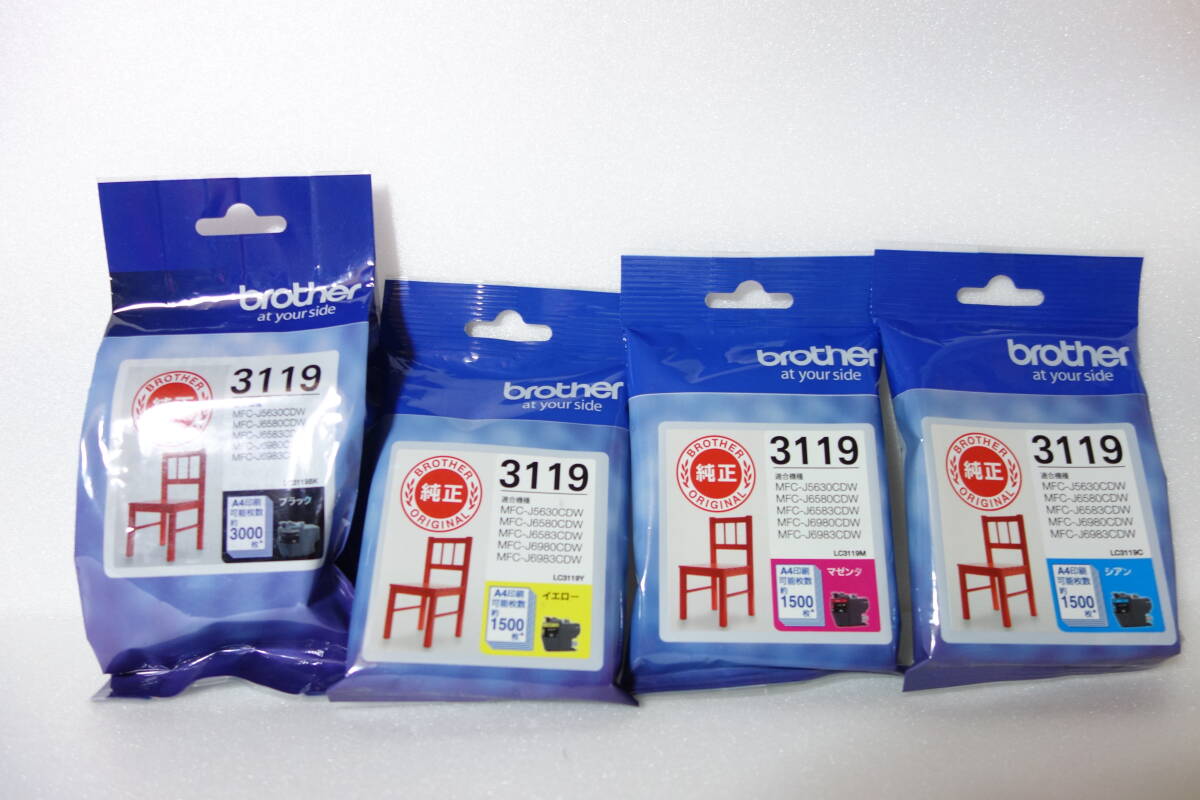 brother
at your side
BROTHER
純正
3119
MFC-J5630CDW
MFC-J6580CDW
MFC-J6583CD
MFC-J6980C
MFC-J6983C
LC3119BK
A4印刷
可能枚数
約
3000
枚*
ブラック
brother
at your side
BROTHER
純正
ORIGINAL
3119
適合機種
MFC-J5630CDW
MFC-J6580CDW
MFC-J6583CDW
MFC-J6980CDW
MFC-J6983CDW
LC3119Y
A4印刷
可能枚数
約
1500
枚*
イエロー
brother
at your side
BROTHER
純正
ORIGINAL
3119
適合機種
MFC-J5630CDW
MFC-J6580CDW
MFC-J6583CDW
MFC-J6980CDW
MFC-J6983CDW
LC3119M
A4印刷
可能枚数
約
1500
枚*
マゼンタ
brother
at your side
BROTHER
純正
ORIGINAL
3119
適合機種
MFC-J5630CDW
MFC-J6580CDW
MFC-J6583CDW
MFC-J6980CDW
MFC-J6983CDW
LC3119C
A4印刷
可能枚数
約
1500
枚*
シアン